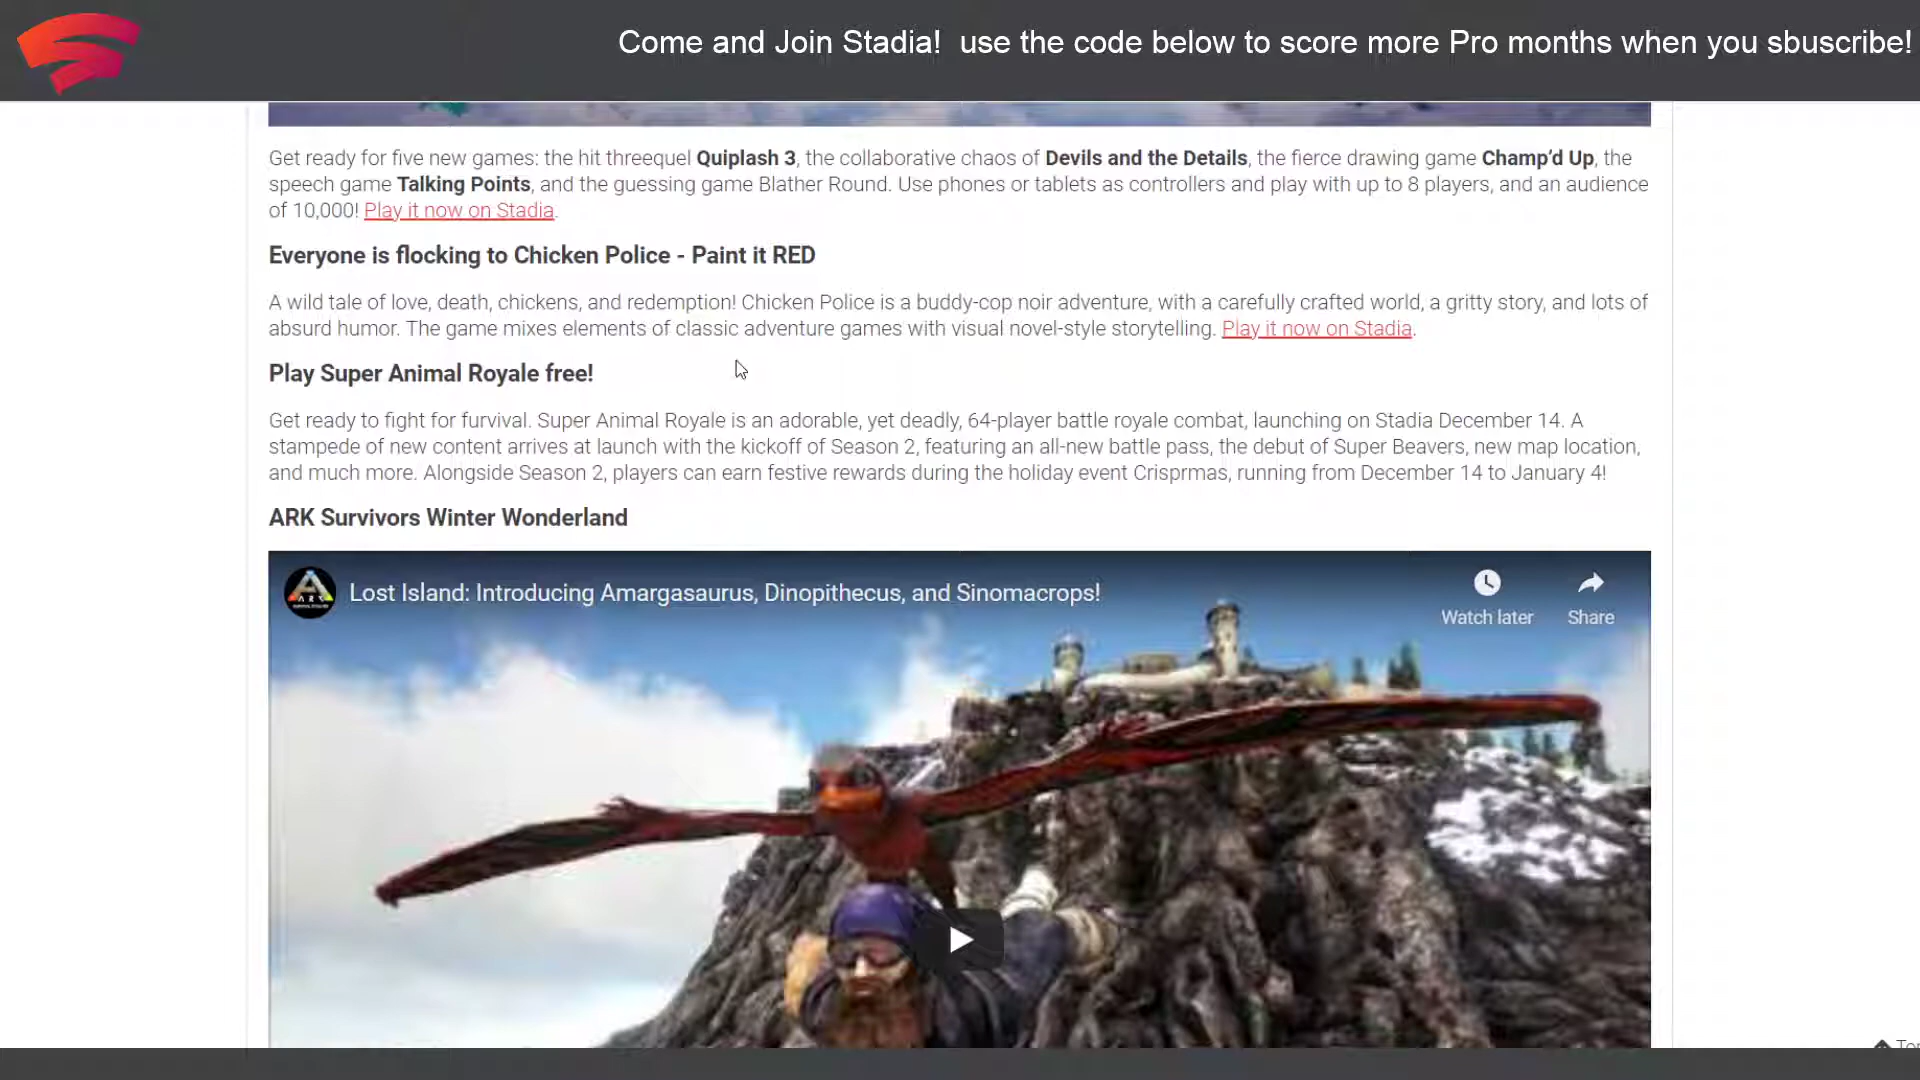 Come and Join Stadia!  use the code below to score more Pro months when you sbuscribe!
Get ready for five new games: the hit threequel Quiplash 3, the collaborative chaos of Devils and the Details, the fierce drawing game Champ'd Up, the
speech game Talking Points, and the guessing game Blather Round. Use phones or tablets as controllers and play with up to 8 players, and an audience
of 10,000! Play it now on Stadia.
Everyone is flocking to Chicken Police - Paint it RED
A wild tale of love, death, chickens, and redemption! Chicken Police is a buddy-cop noir adventure, with a carefully crafted world, a gritty story, and lots of
absurd humor. The game mixes elements of classic adventure games with visual novel-style storytelling. Play it now on Stadia.
Play Super Animal Royale free!
Get ready to fight for furvival. Super Animal Royale is an adorable, yet deadly, 64-player battle royale combat, launching on Stadia December 14. A
stampede of new content arrives at launch with the kickoff of Season 2, featuring an all-new battle pass, the debut of Super Beavers, new map location,
and much more. Alongside Season 2, players can earn festive rewards during the holiday event Crisprmas, running from December 14 to January 4!
ARK Survivors Winter Wonderland
ARK
Lost Island: Introducing Amargasaurus, Dinopithecus, and Sinomacrops!
Watch later
Share